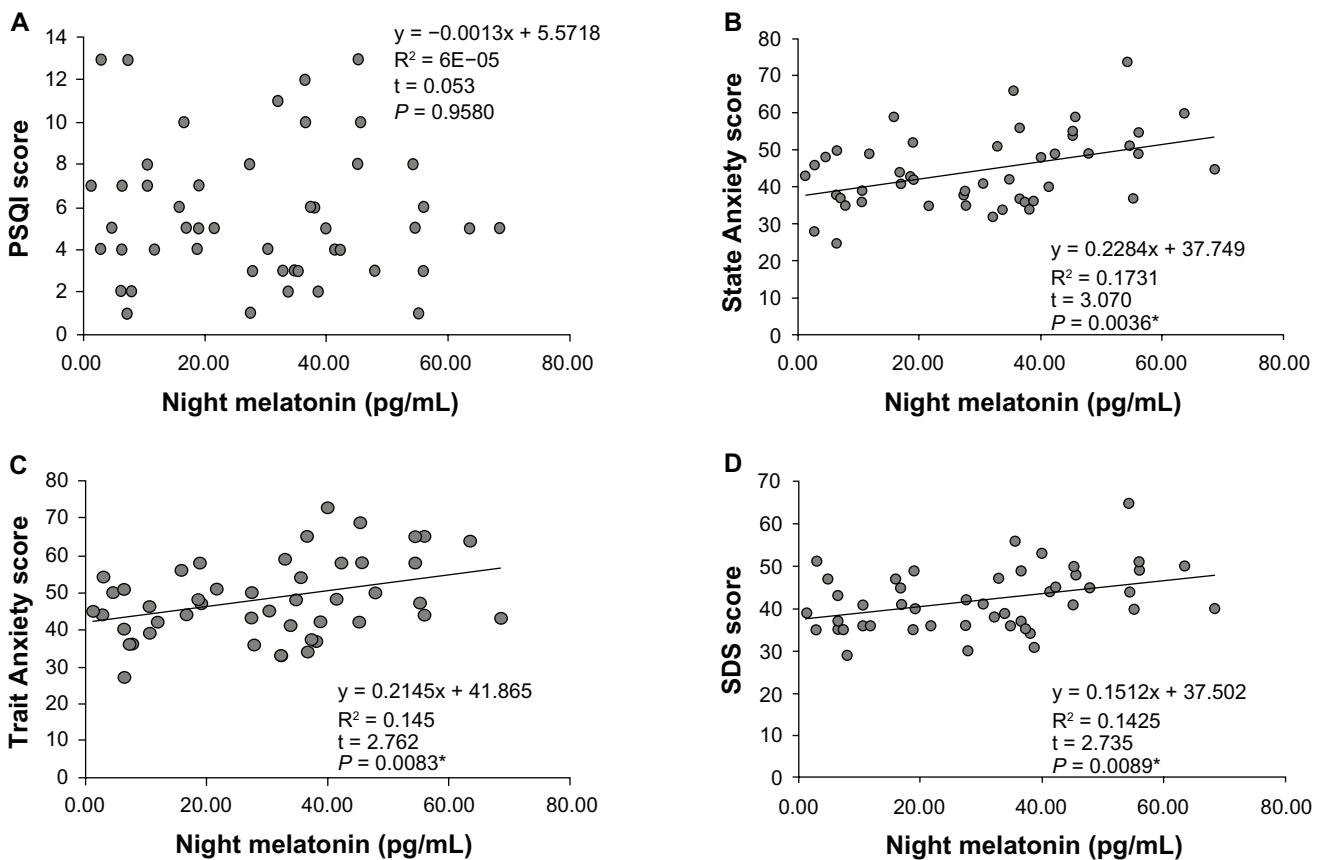 A
y = −0.0013x + 5.5718
R² = 6E−05
t = 0.053
P = 0.9580
PSQI score
14
12
10
8
6
4
2
0
0.00 20.00 40.00 60.00 80.00
Night melatonin (pg/mL)
B
State Anxiety score
80
70
60
50
40
30
20
10
0
y = 0.2284x + 37.749
R² = 0.1731
t = 3.070
P = 0.0036*
0.00 20.00 40.00 60.00 80.00
Night melatonin (pg/mL)
C
Trait Anxiety score
80
70
60
50
40
30
20
10
0
y = 0.2145x + 41.865
R² = 0.145
t = 2.762
P = 0.0083*
0.00 20.00 40.00 60.00 80.00
Night melatonin (pg/mL)
D
SDS score
70
60
50
40
30
20
10
0
y = 0.1512x + 37.502
R² = 0.1425
t = 2.735
P = 0.0089*
0.00 20.00 40.00 60.00 80.00
Night melatonin (pg/mL)